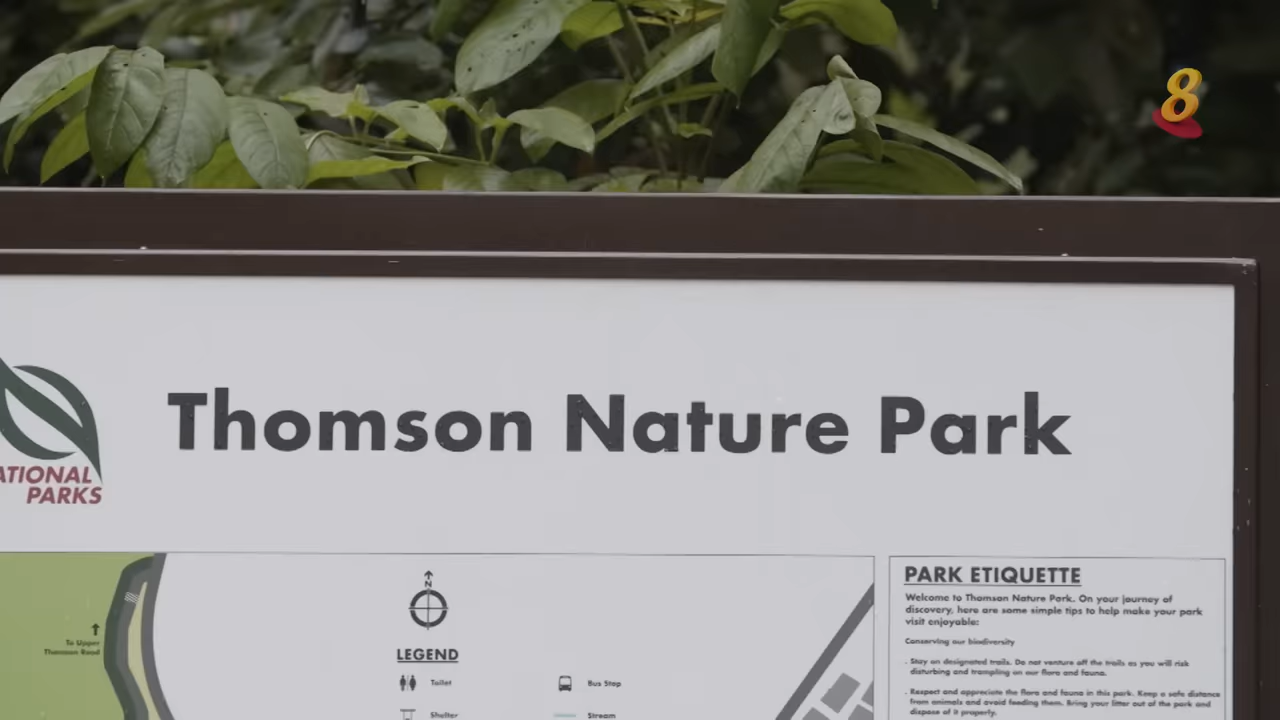 8
Thomson Nature Park
ATIONAL
PARKS
To Upper
Thomson Road
N
LEGEND
Toilet
Bus Stop
Shelter
Stream
PARK ETIQUETTE
Welcome to Thomson Nature Park. On your journey of
discovery, here are some simple tips to help make your park
visit enjoyable:
Conserving our biodiversity
. Stay on designated trails. Do not venture off the trails as you will risk
disturbing and trampling on our flora and fauna.
. Respect and appreciate the flora and fauna in this park. Keep a safe distance
from animals and avoid feeding them. Bring your litter out of the park and
dispose of it properly.